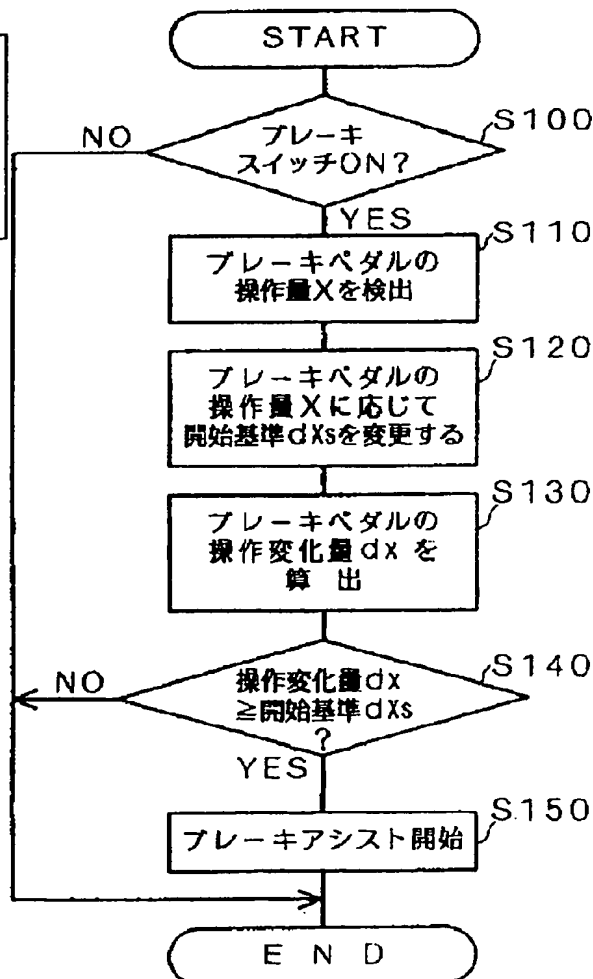 START
NO
ブレーキ
スイッチON?
S100
YES
S110
ブレーキペダルの
操作量Xを検出
S120
ブレーキペダルの
操作量Xに応じて
開始基準dXsを変更する
S130
ブレーキペダルの
操作変化量dxを
算出
NO
S140
操作変化量dx
≧開始基準dXs
?
YES
S150
ブレーキアシスト開始
END